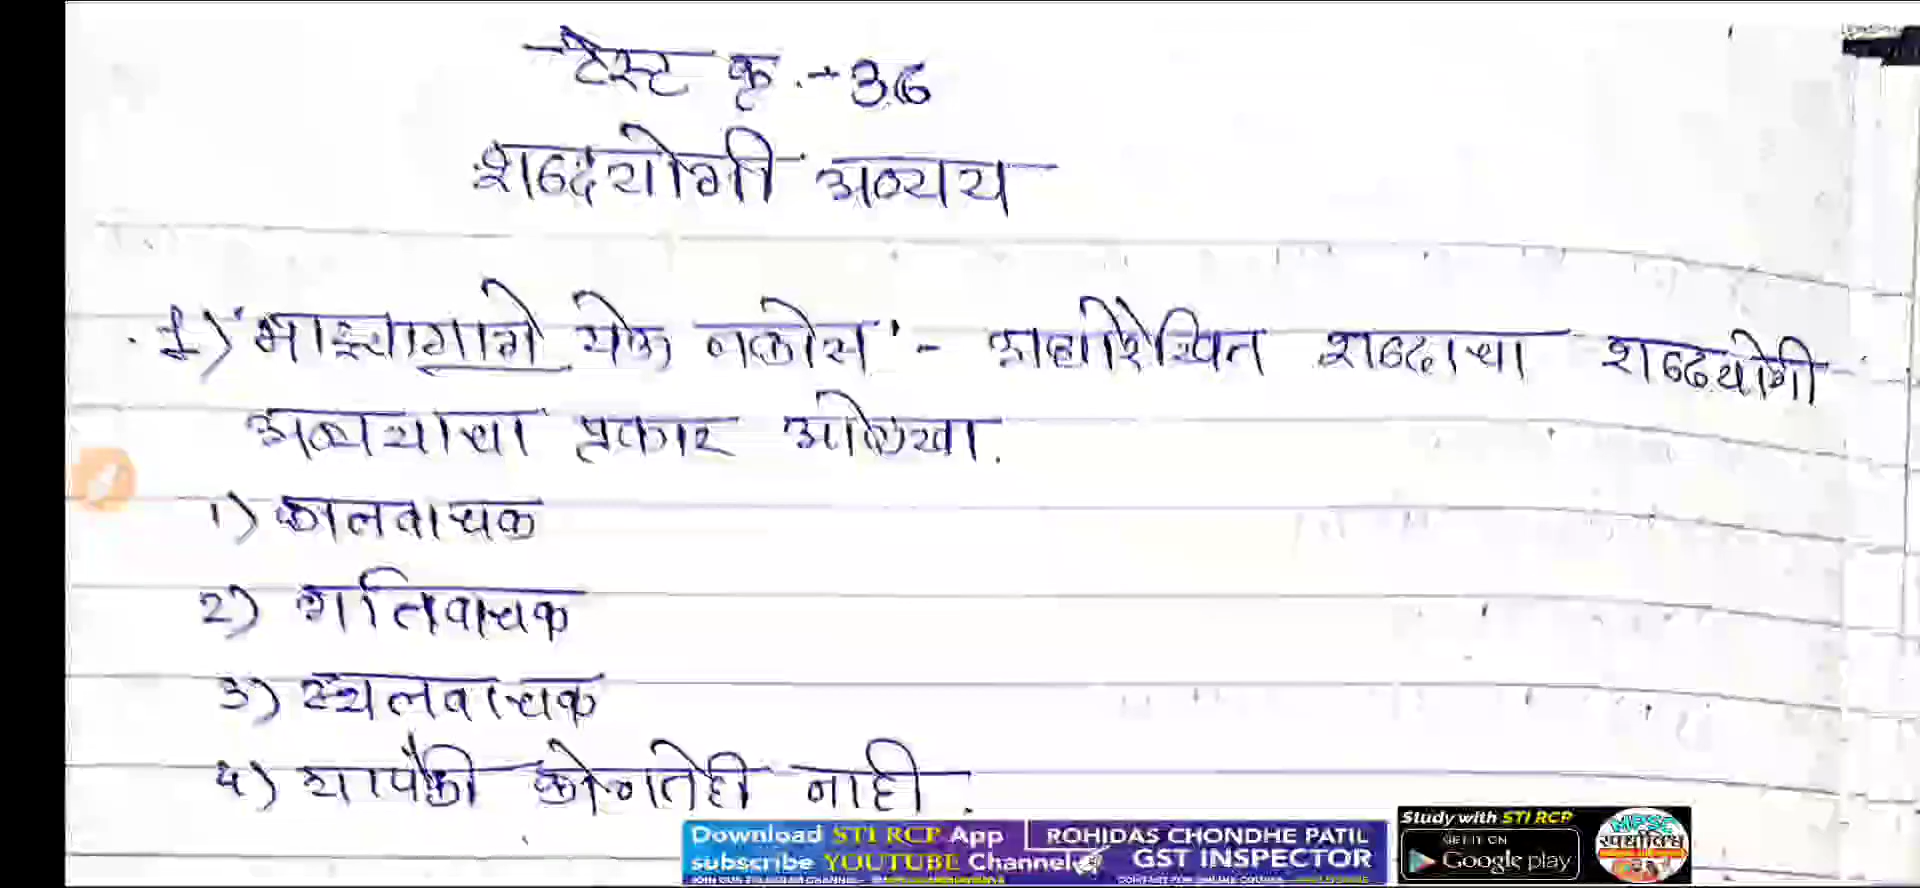 टेस्ट क्र. - 36
शब्दयोगी अव्यय
1) 'माझ्यामागे येऊ नकोस' - अधोरेखित शब्दाचा शब्दयोगी
अव्ययाचा प्रकार ओळखा.
1) कालवाचक
2) गतिवाचक
3) स्थलवाचक
4) यापैकी कोणतेही नाही.
Download STI RCP App
subscribe YOUTUBE Channel
ROHIDAS CHONDHE PATIL
GST INSPECTOR
Study with STI RCP
GET IT ON
Google play
MPSC